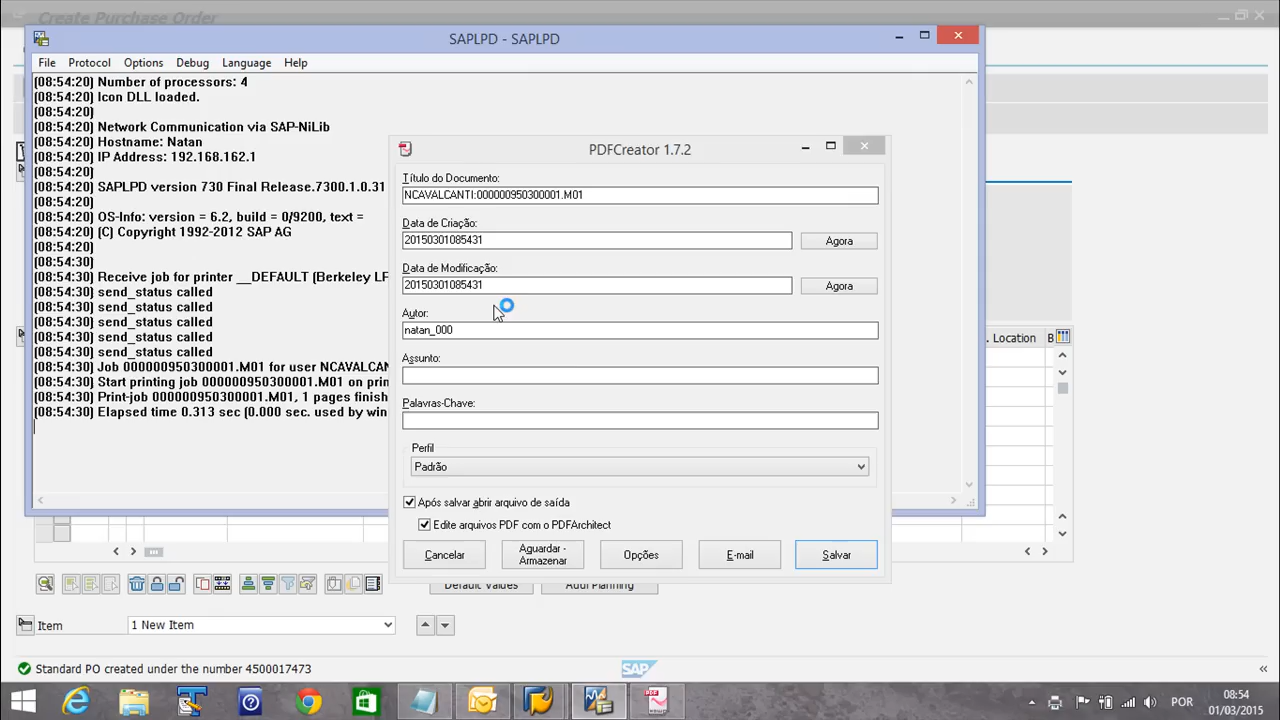 Create Purchase Order
SAPLPD - SAPLPD
File Protocol Options Debug Language Help
[08:54:20] Number of processors: 4
[08:54:20] Icon DLL loaded.
[08:54:20]
[08:54:20] Network Communication via SAP-NiLib
[08:54:20] Hostname: Natan
[08:54:20] IP Address: 192.168.162.1
[08:54:20]
[08:54:20] SAPLPD version 730 Final Release.7300.1.0.31
[08:54:20]
[08:54:20] OS-Info: version = 6.2, build = 0/9200, text =
[08:54:20] (C) Copyright 1992-2012 SAP AG
[08:54:20]
[08:54:30]
[08:54:30] Receive job for printer __DEFAULT (Berkeley
[08:54:30] send_status called
[08:54:30] send_status called
[08:54:30] send_status called
[08:54:30] send_status called
[08:54:30] send_status called
[08:54:30] Job 000000950300001.M01 for user NCAVALCAN
[08:54:30] Start printing job 000000950300001.M01 on
[08:54:30] Print-job 000000950300001.M01, 1 pages
[08:54:30] Elapsed time 0.313 sec (0.000 sec. used by
PDFCreator 1.7.2
Título do Documento:
NCAVALCANTI:000000950300001.M01
Data de Criação:
20150301085431
Agora
Data de Modificação:
20150301085431
Agora
Autor:
natan_000
Assunto:
Palavras-Chave:
Perfil
Padrão
Após salvar abrir arquivo de saída
Edite arquivos PDF com o PDFArchitect
Cancelar
Aguardar -
Armazenar
Opções
E-mail
Salvar
. Location B
Default Values
Addl Planning
Item 1 New Item
Standard PO created under the number 4500017473
SAP
POR
08:54
01/03/2015